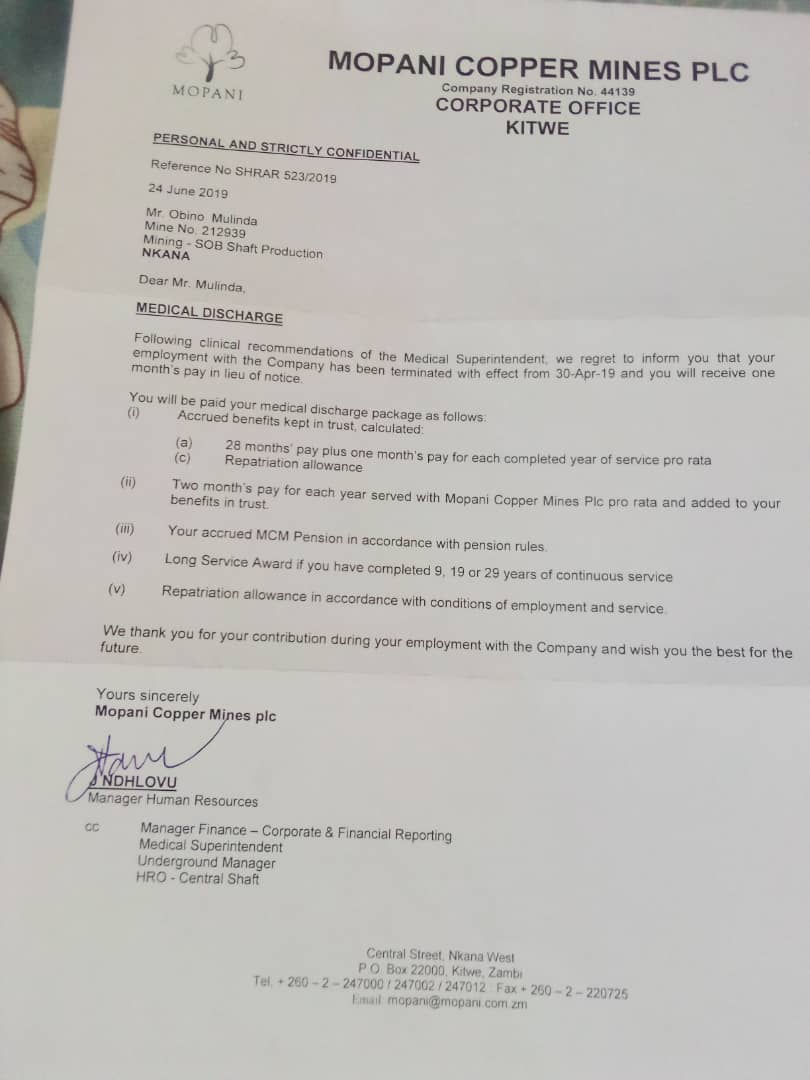 MOPANI
MOPANI COPPER MINES PLC
Company Registration No. 44139
CORPORATE OFFICE
KITWE
PERSONAL AND STRICTLY CONFIDENTIAL
Reference No SHRAR 523/2019
24 June 2019
Mr. Obino Mulinda
Mine No. 212939
Mining - SOB Shaft Production
NKANA
Dear Mr. Mulinda,
MEDICAL DISCHARGE
Following clinical recommendations of the Medical Superintendent, we regret to inform you that your
employment with the Company has been terminated with effect from 30-Apr-19 and you will receive one
month's pay in lieu of notice.
You will be paid your medical discharge package as follows:
(i) Accrued benefits kept in trust, calculated:
(a) 28 months' pay plus one month's pay for each completed year of service pro rata
(c) Repatriation allowance
(ii) Two month's pay for each year served with Mopani Copper Mines Plc pro rata and added to your
benefits in trust.
(iii) Your accrued MCM Pension in accordance with pension rules.
(iv) Long Service Award if you have completed 9, 19 or 29 years of continuous service
(v) Repatriation allowance in accordance with conditions of employment and service.
We thank you for your contribution during your employment with the Company and wish you the best for the
future.
Yours sincerely
Mopani Copper Mines plc
NDHLOVU
Manager Human Resources
cc Manager Finance – Corporate & Financial Reporting
Medical Superintendent
Underground Manager
HRO - Central Shaft
Central Street, Nkana West
P O Box 22000, Kitwe, Zambi
Tel. + 260 – 2 – 247000 / 247002 / 247012 Fax + 260 – 2 – 220725
Email mopani@mopani.com.zm